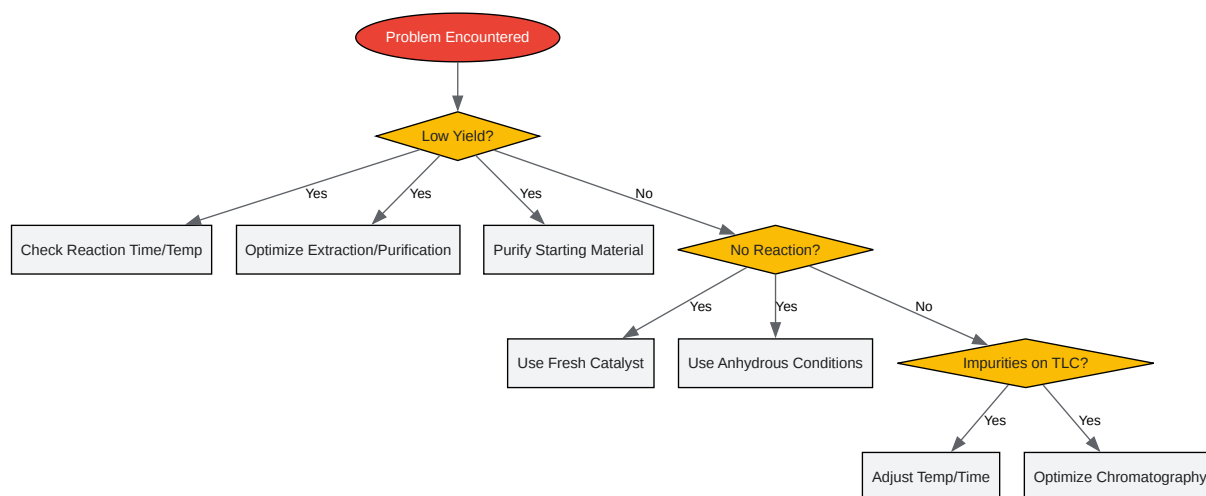 Problem Encountered
Low Yield?
Yes
Yes
Yes
No
Check Reaction Time/Temp
Optimize Extraction/Purification
Purify Starting Material
No Reaction?
Yes
Yes
No
Use Fresh Catalyst
Use Anhydrous Conditions
Impurities on TLC?
Yes
Yes
Adjust Temp/Time
Optimize Chromatography